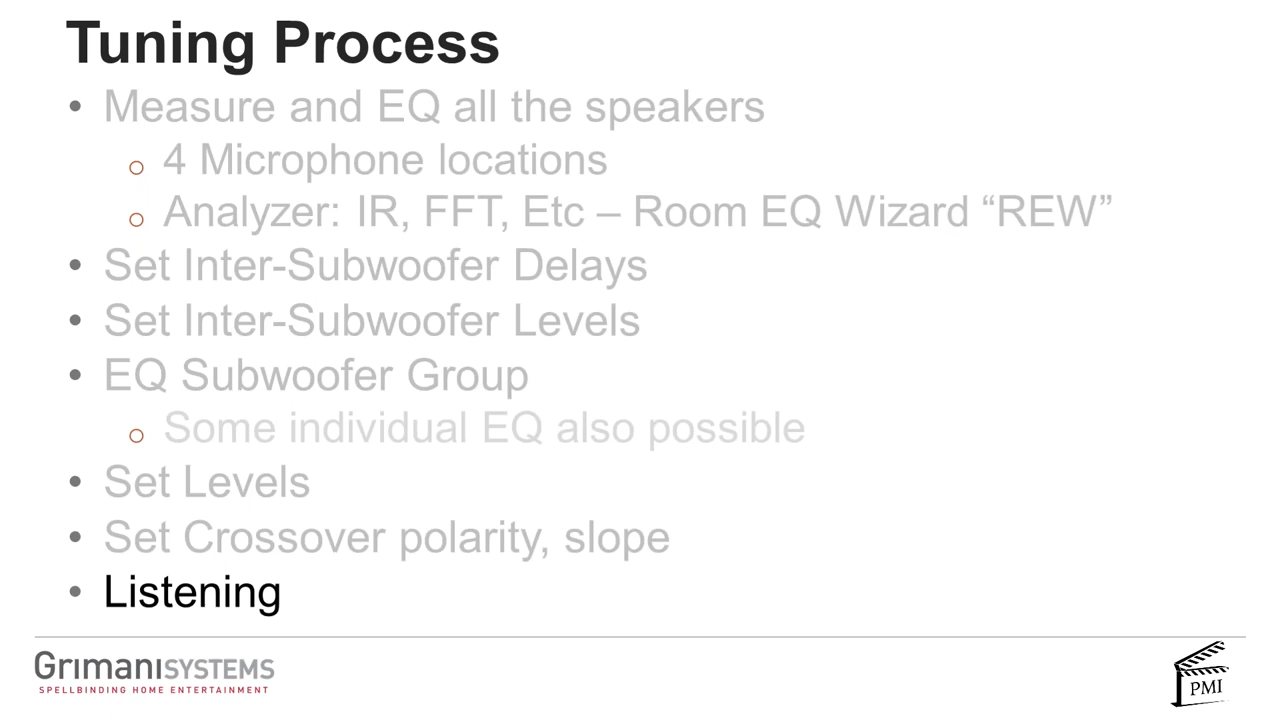 Tuning Process
• Measure and EQ all the speakers
o 4 Microphone locations
o Analyzer: IR, FFT, Etc – Room EQ Wizard “REW”
• Set Inter-Subwoofer Delays
• Set Inter-Subwoofer Levels
• EQ Subwoofer Group
o Some individual EQ also possible
• Set Levels
• Set Crossover polarity, slope
• Listening
GrimaniSYSTEMS
SPELLBINDING HOME ENTERTAINMENT
PMI